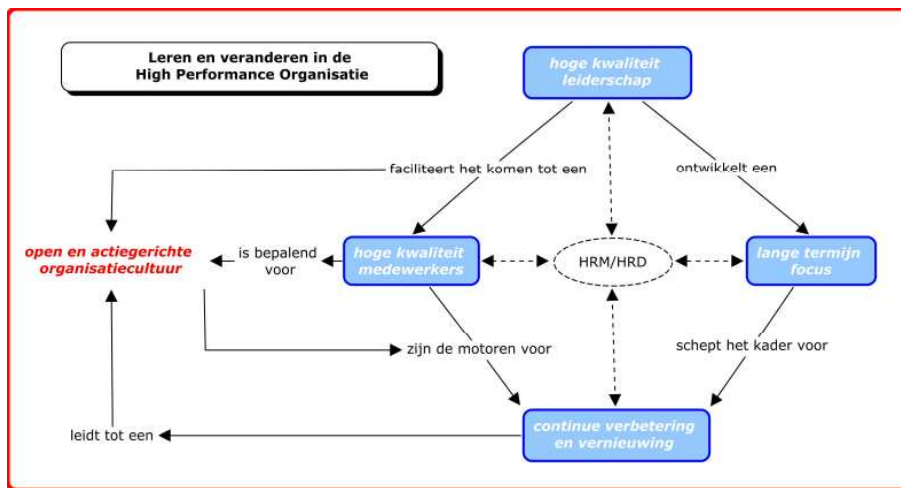 Leren en veranderen in de
High Performance Organisatie
hoge kwaliteit
leiderschap
faciliteert het komen tot een
ontwikkelt een
open en actiegerichte
organisatiecultuur
is bepalend
voor
hoge kwaliteit
medewerkers
HRM/HRD
lange termijn
focus
zijn de motoren voor
schept het kader voor
leidt tot een
continue verbetering
en vernieuwing